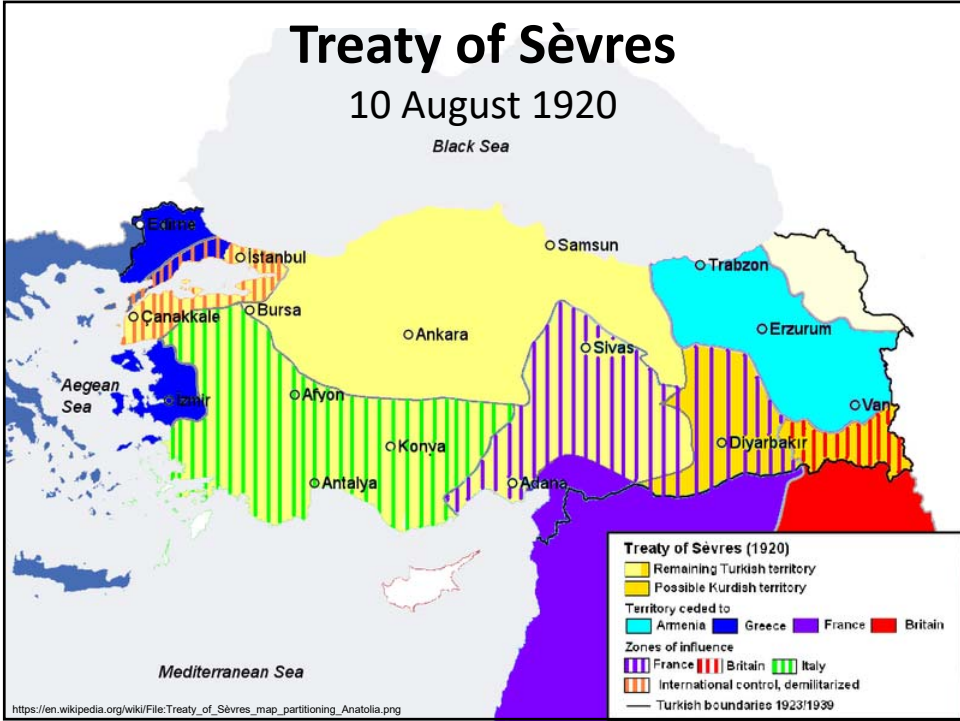 Treaty of Sèvres
10 August 1920
Black Sea
Edirne
İstanbul
Samsun
Trabzon
Çanakkale
Bursa
Ankara
Sivas
Erzurum
Aegean
Sea
İzmir
Afyon
Van
Konya
Diyarbakır
Antalya
Adana
Mediterranean Sea
Treaty of Sèvres (1920)
Remaining Turkish territory
Possible Kurdish territory
Territory ceded to
Armenia Greece France Britain
Zones of influence
France Britain Italy
International control, demilitarized
Turkish boundaries 1923/1939
https://en.wikipedia.org/wiki/File:Treaty_of_Sèvres_map_partitioning_Anatolia.png